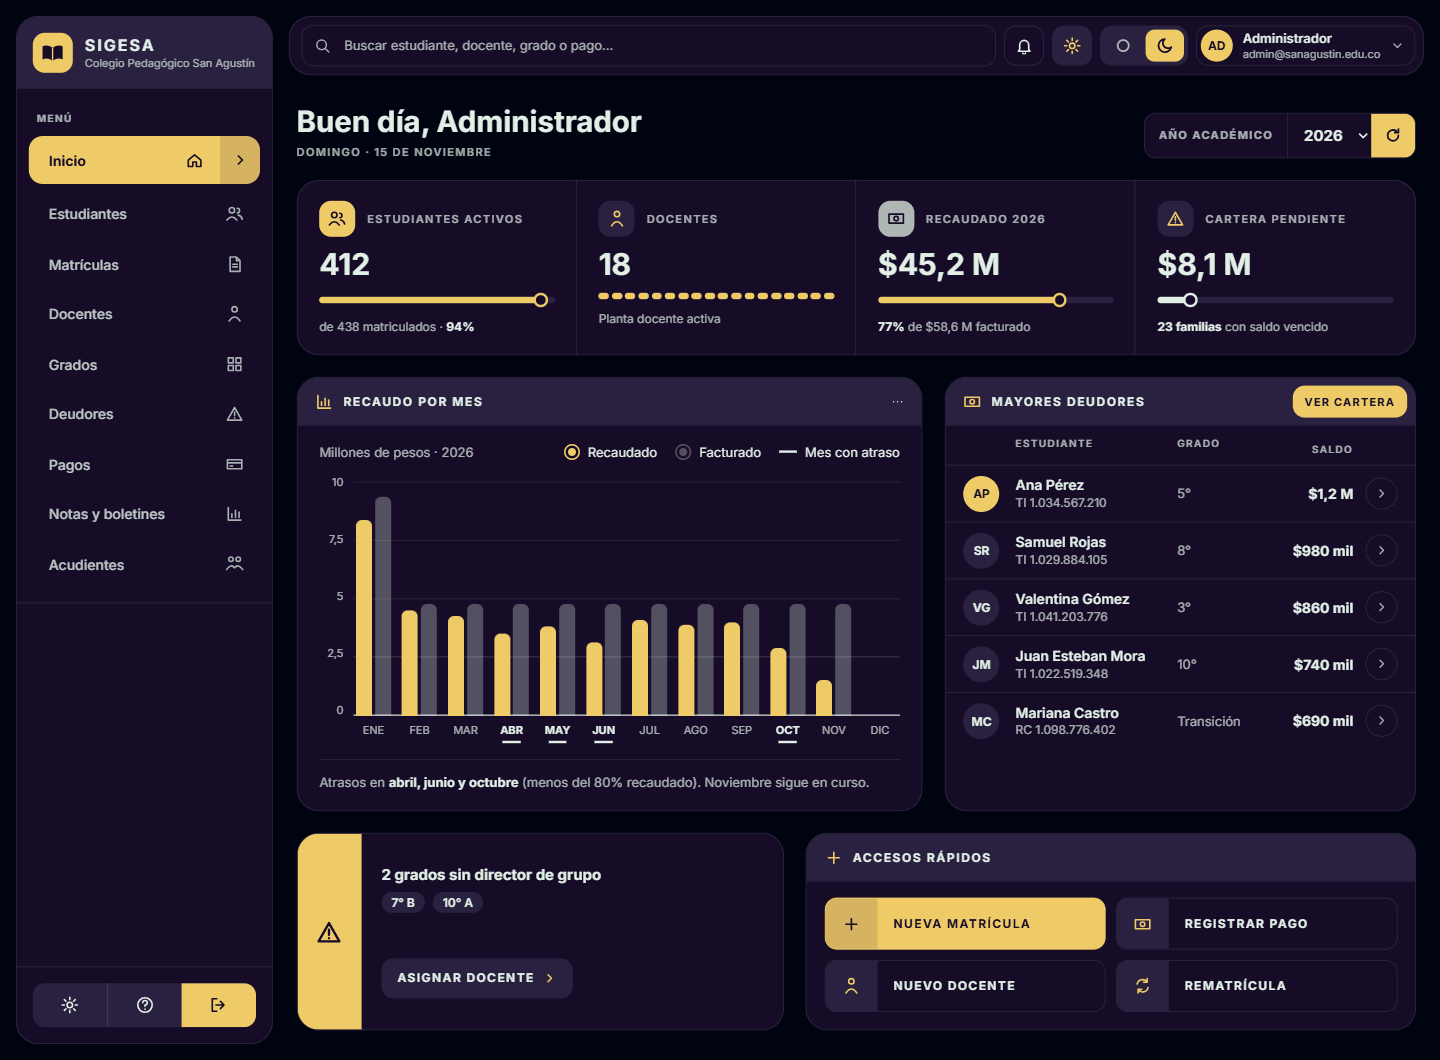 SIGESA
Colegio Pedagógico San Agustín
MENÚ
Inicio
Estudiantes
Matrículas
Docentes
Grados
Deudores
Pagos
Notas y boletines
Acudientes
Buscar estudiante, docente, grado o pago...
AD
Administrador
admin@sanagustin.edu.co
Buen día, Administrador
DOMINGO · 15 DE NOVIEMBRE
AÑO ACADÉMICO
2026
ESTUDIANTES ACTIVOS
412
de 438 matriculados · 94%
DOCENTES
18
Planta docente activa
RECAUDADO 2026
$45,2 M
77% de $58,6 M facturado
CARTERA PENDIENTE
$8,1 M
23 familias con saldo vencido
RECAUDO POR MES
Millones de pesos · 2026
Recaudado
Facturado
Mes con atraso
10
7,5
5
2,5
0
ENE FEB MAR ABR MAY JUN JUL AGO SEP OCT NOV DIC
Atrasos en abril, junio y octubre (menos del 80% recaudado). Noviembre sigue en curso.
MAYORES DEUDORES
VER CARTERA
ESTUDIANTE GRADO SALDO
AP Ana Pérez 5° $1,2 M
TI 1.034.567.210
SR Samuel Rojas 8° $980 mil
TI 1.029.884.105
VG Valentina Gómez 3° $860 mil
TI 1.041.203.776
JM Juan Esteban Mora 10° $740 mil
TI 1.022.519.348
MC Mariana Castro Transición $690 mil
RC 1.098.776.402
2 grados sin director de grupo
7° B 10° A
ASIGNAR DOCENTE
ACCESOS RÁPIDOS
NUEVA MATRÍCULA
REGISTRAR PAGO
NUEVO DOCENTE
REMATRÍCULA